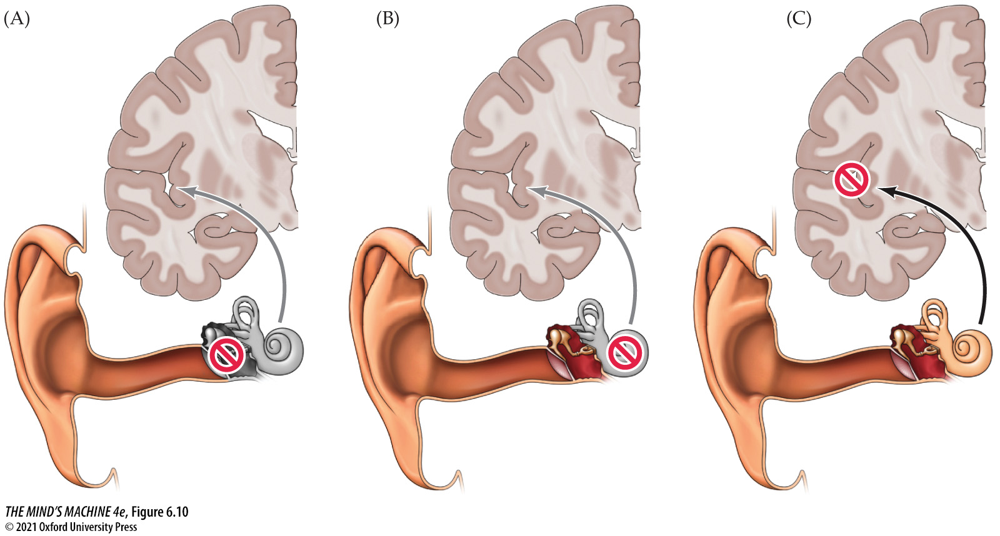 (A)
(B)
(C)
THE MIND'S MACHINE 4e, Figure 6.10
© 2021 Oxford University Press